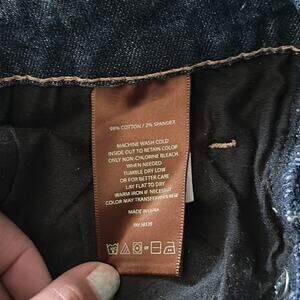 98% COTTON / 2% SPANDEX
MACHINE WASH COLD
INSIDE OUT TO RETAIN COLOR
ONLY NON-CHLORINE BLEACH
WHEN NEEDED
TUMBLE DRY LOW
OR FOR BETTER CARE
LAY FLAT TO DRY
WARM IRON IF NECESSARY
COLOR MAY TRANSFER WHEN NEW
MADE IN
RN